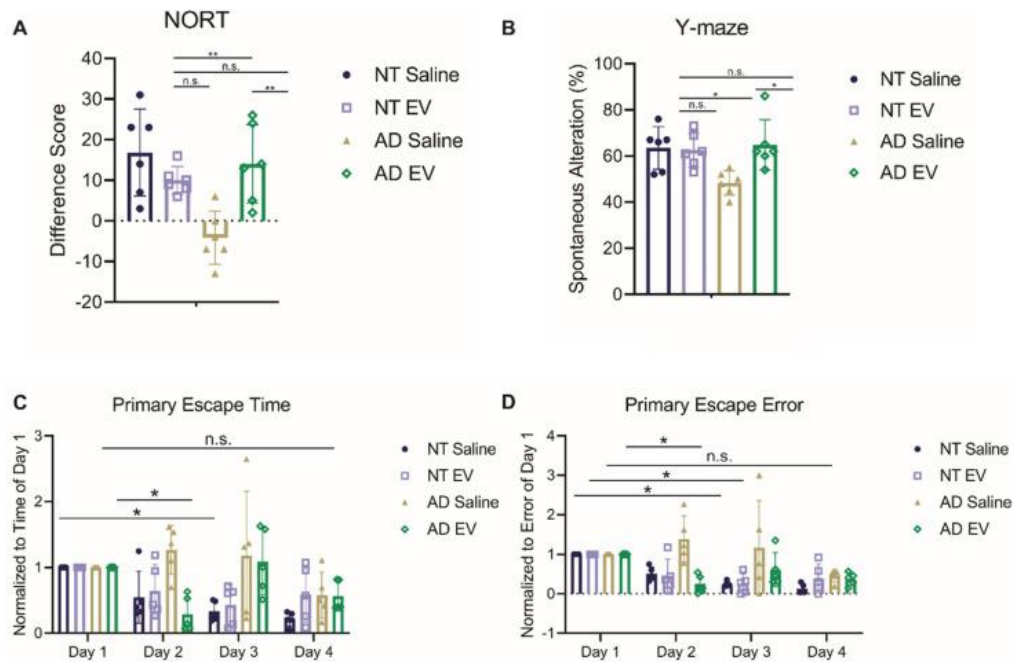 A
NORT
Difference Score
40
30
20
10
0
-10
-20
**
n.s.
n.s.
**
NT Saline
NT EV
AD Saline
AD EV
B
Y-maze
Spontaneous Alteration (%)
100
80
60
40
20
0
n.s.
*
n.s.
*
NT Saline
NT EV
AD Saline
AD EV
C
Primary Escape Time
Normalized to Time of Day 1
3
2
1
0
n.s.
*
*
Day 1 Day 2 Day 3 Day 4
NT Saline
NT EV
AD Saline
AD EV
D
Primary Escape Error
Normalized to Error of Day 1
4
3
2
1
0
-1
*
n.s.
*
*
Day 1 Day 2 Day 3 Day 4
NT Saline
NT EV
AD Saline
AD EV